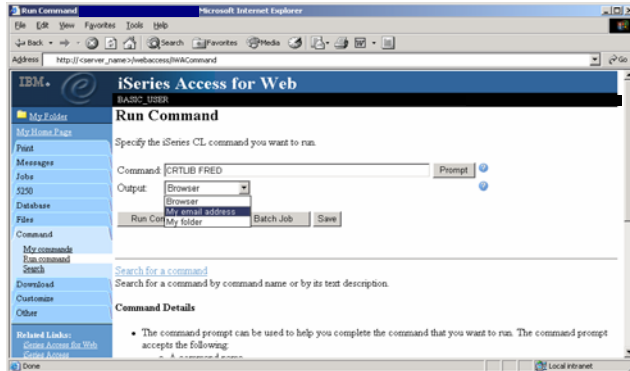 Run Command Microsoft Internet Explorer
File Edit View Favorites Tools Help
Back Search Favorites Media
Address http://<server_name>/webaccess/iWACommand Go
IBM. iSeries Access for Web
BASIC_USER
My Folder
My Home Page
Print
Messages
Jobs
5250
Database
Files
Command
My commands
Run command
Search
Download
Customize
Other
Related Links:
iSeries Access for Web
iSeries Access
Run Command
Specify the iSeries CL command you want to run.
Command: CRTLIB FRED Prompt
Output: Browser
Browser
My email address
My folder
Run Com Batch Job Save
Search for a command
Search for a command by command name or by its text description.
Command Details
• The command prompt can be used to help you complete the command that you want to run. The command prompt
accepts the following:
A command name
Done Local intranet